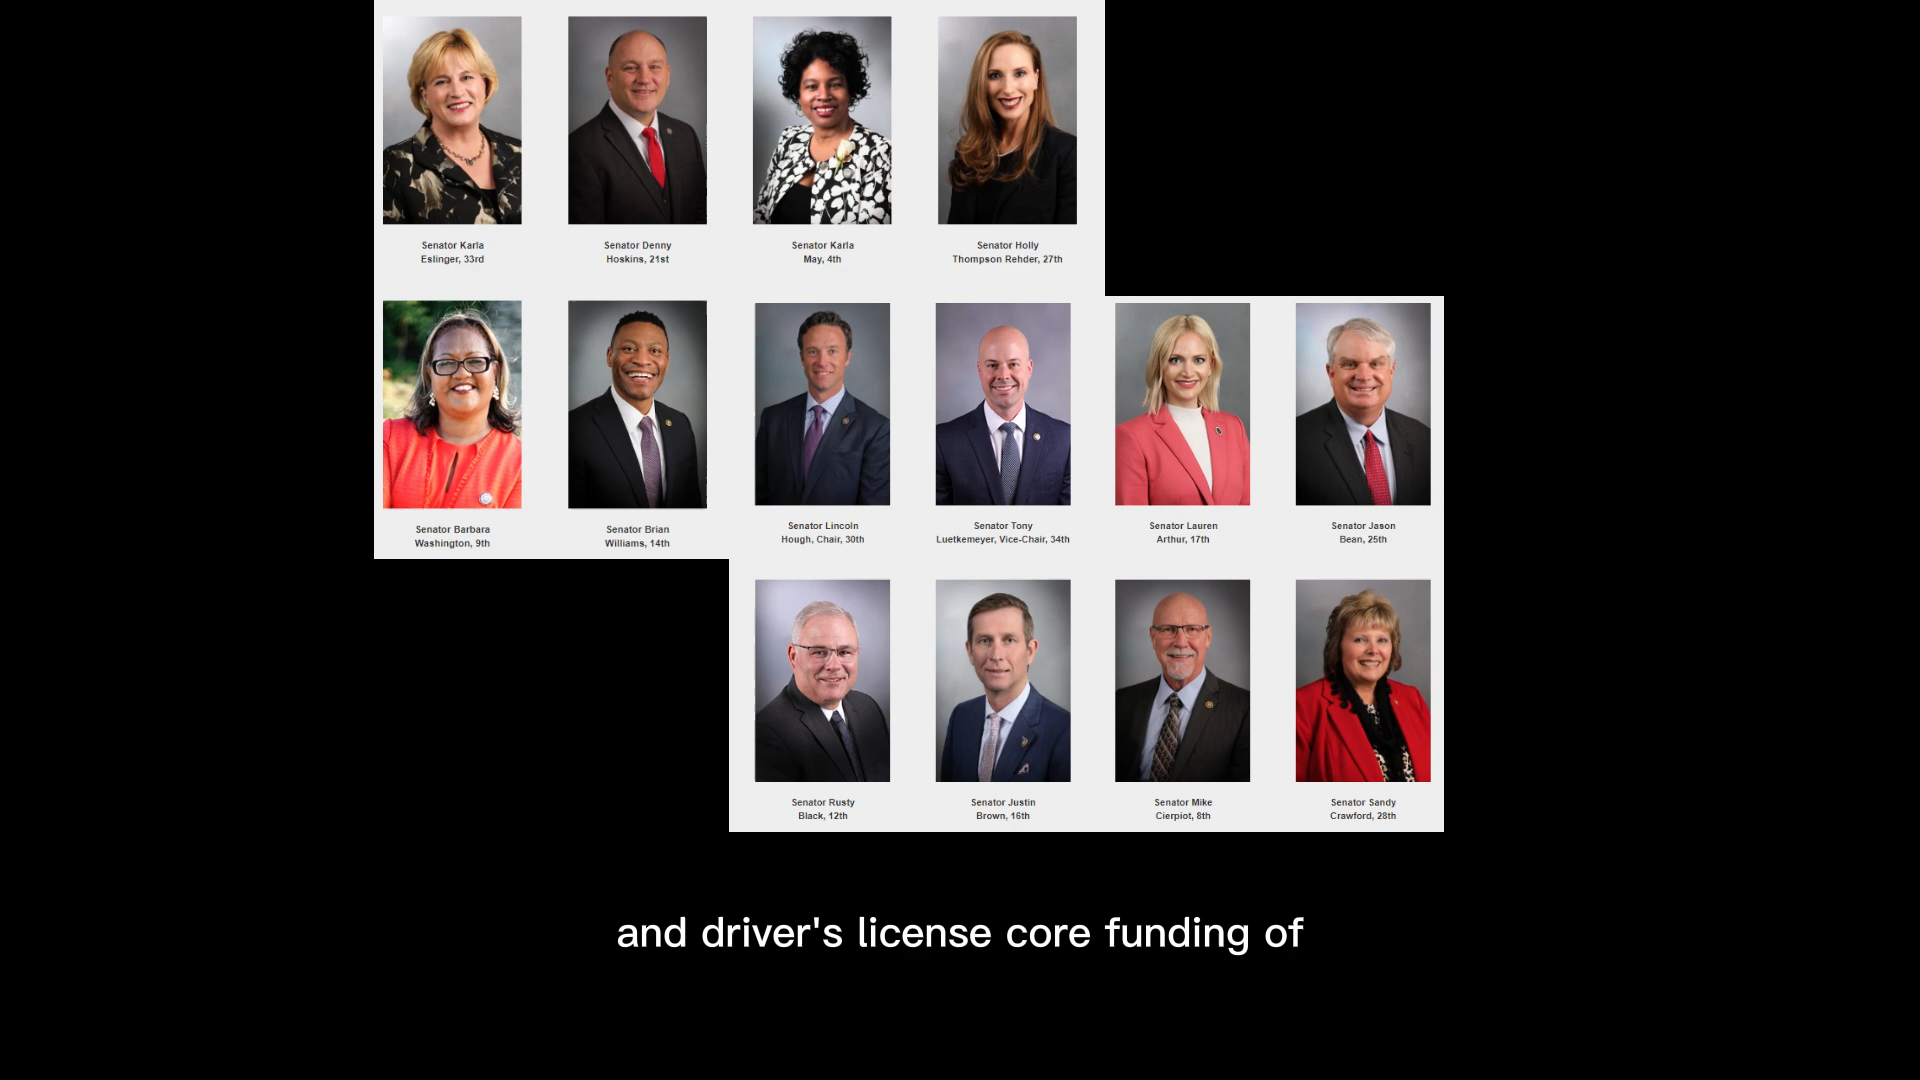 Senator Karla
Eslinger, 33rd
Senator Denny
Hoskins, 21st
Senator Karla
May, 4th
Senator Holly
Thompson Rehder, 27th
Senator Barbara
Washington, 9th
Senator Brian
Williams, 14th
Senator Lincoln
Hough, Chair, 30th
Senator Tony
Luetkemeyer, Vice-Chair, 34th
Senator Lauren
Arthur, 17th
Senator Jason
Bean, 25th
Senator Rusty
Black, 12th
Senator Justin
Brown, 16th
Senator Mike
Cierpiot, 8th
Senator Sandy
Crawford, 28th
and driver's license core funding of